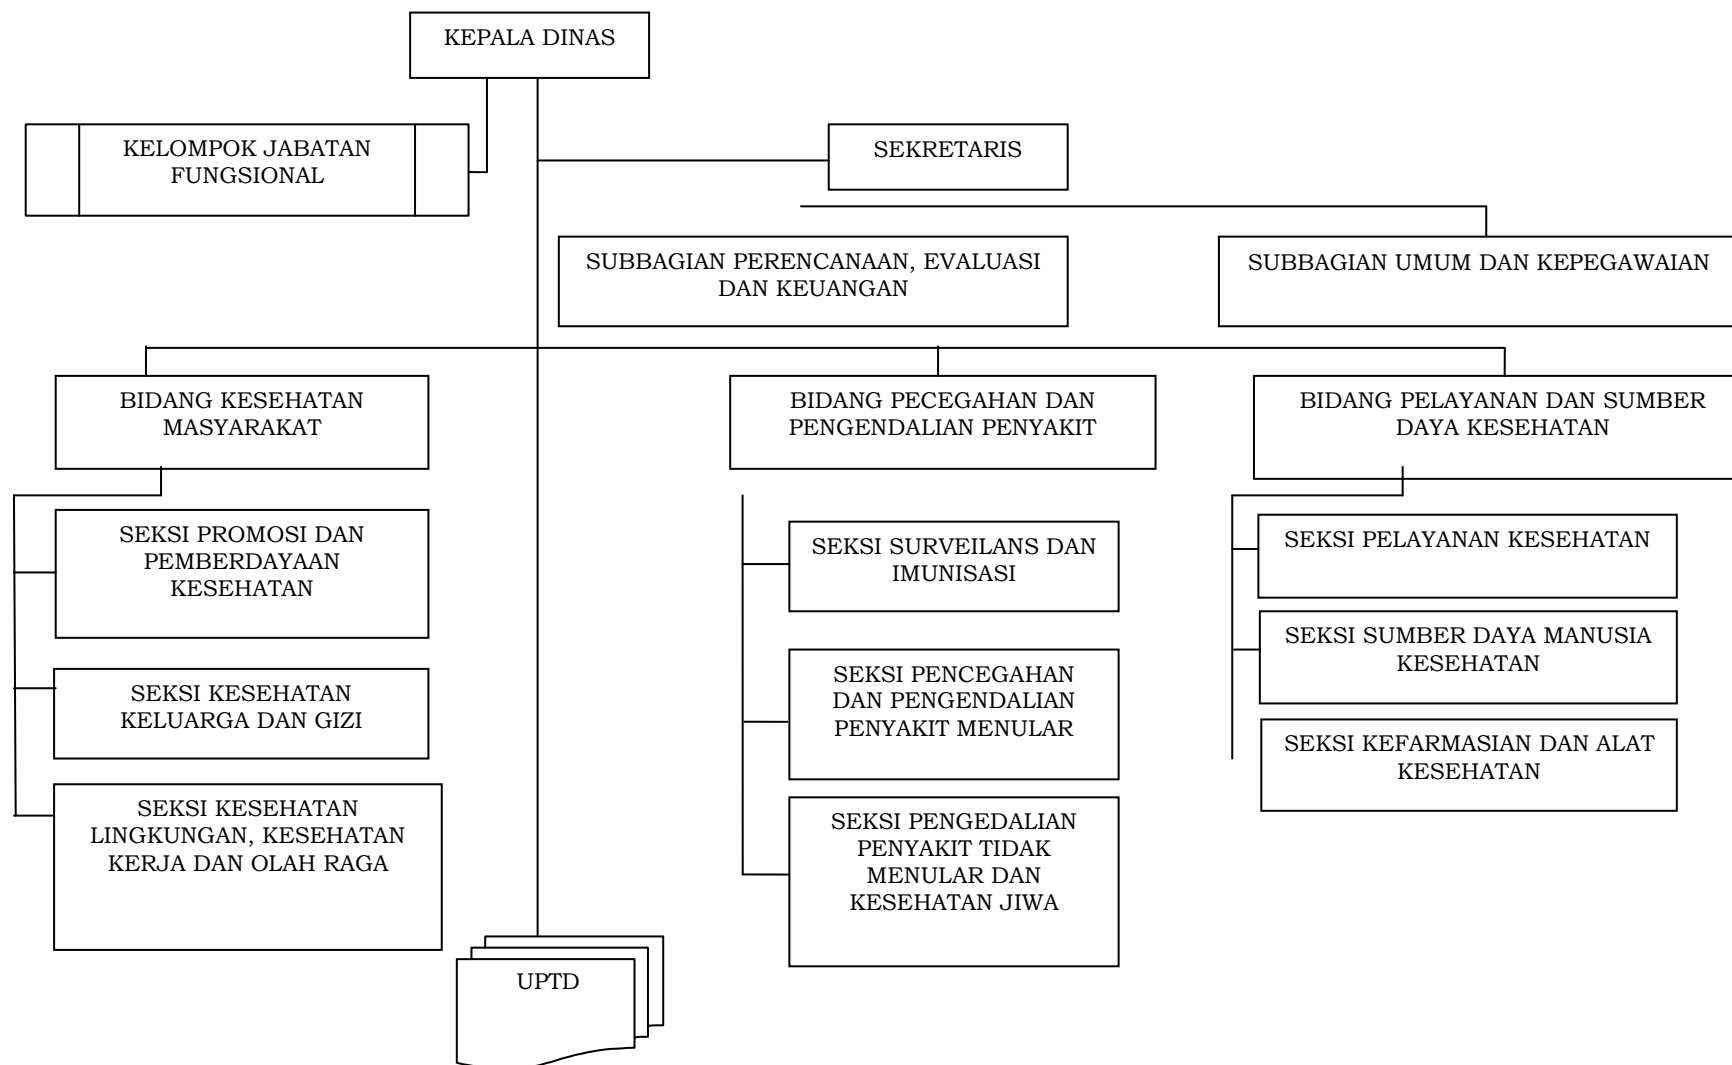 KEPALA DINAS
KELOMPOK JABATAN
FUNGSIONAL
SEKRETARIS
SUBBAGIAN PERENCANAAN, EVALUASI
DAN KEUANGAN
SUBBAGIAN UMUM DAN KEPEGAWAIAN
BIDANG KESEHATAN
MASYARAKAT
BIDANG PECEGAHAN DAN
PENGENDALIAN PENYAKIT
BIDANG PELAYANAN DAN SUMBER
DAYA KESEHATAN
SEKSI PROMOSI DAN
PEMBERDAYAAN
KESEHATAN
SEKSI KESEHATAN
KELUARGA DAN GIZI
SEKSI KESEHATAN
LINGKUNGAN, KESEHATAN
KERJA DAN OLAH RAGA
SEKSI SURVEILANS DAN
IMUNISASI
SEKSI PENCEGAHAN
DAN PENGENDALIAN
PENYAKIT MENULAR
SEKSI PENGEDALIAN
PENYAKIT TIDAK
MENULAR DAN
KESEHATAN JIWA
SEKSI PELAYANAN KESEHATAN
SEKSI SUMBER DAYA MANUSIA
KESEHATAN
SEKSI KEFARMASIAN DAN ALAT
KESEHATAN
UPTD